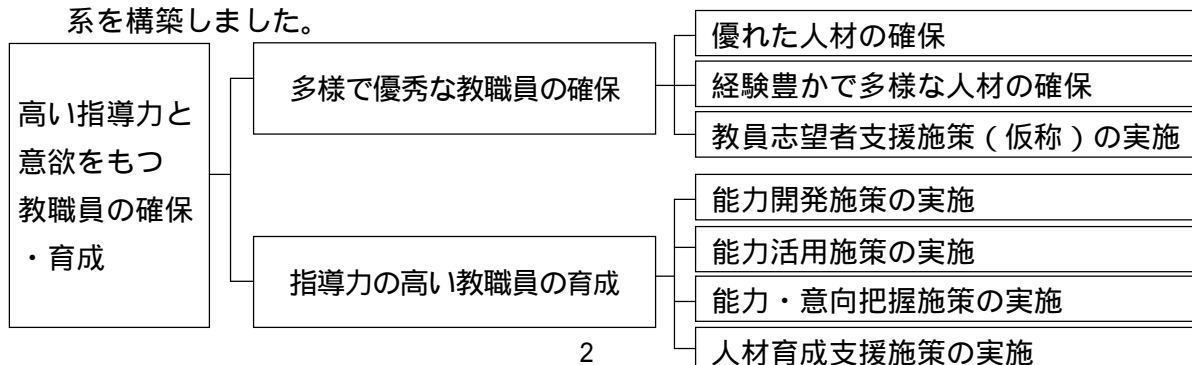 系を構築しました。
高い指導力と
意欲をもつ
教職員の確保
・育成
多様で優秀な教職員の確保
優れた人材の確保
経験豊かで多様な人材の確保
教員志望者支援施策（仮称）の実施
指導力の高い教職員の育成
能力開発施策の実施
能力活用施策の実施
能力・意向把握施策の実施
人材育成支援施策の実施
2